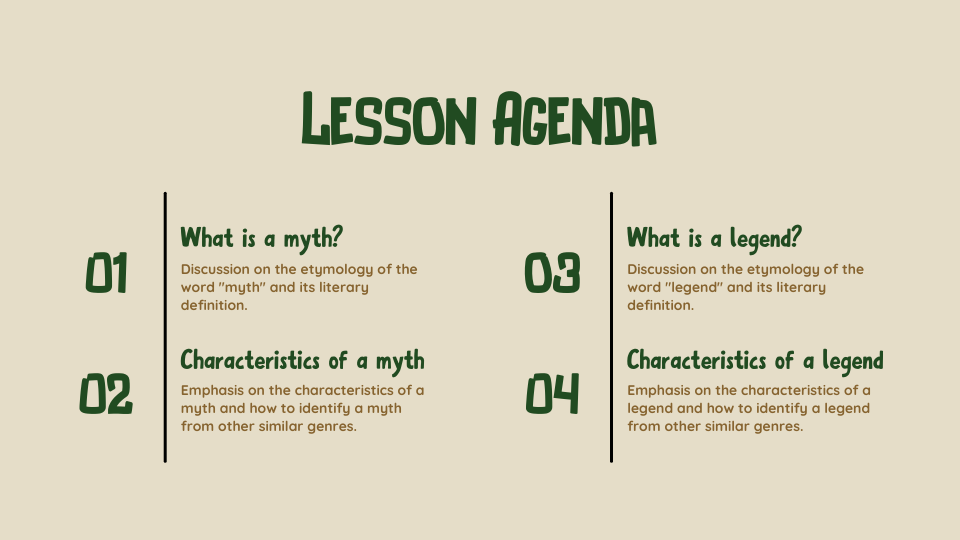 Lesson Agenda
01
What is a myth?
Discussion on the etymology of the
word "myth" and its literary
definition.
02
Characteristics of a myth
Emphasis on the characteristics of a
myth and how to identify a myth
from other similar genres.
03
What is a legend?
Discussion on the etymology of the
word "legend" and its literary
definition.
04
Characteristics of a legend
Emphasis on the characteristics of a
legend and how to identify a legend
from other similar genres.